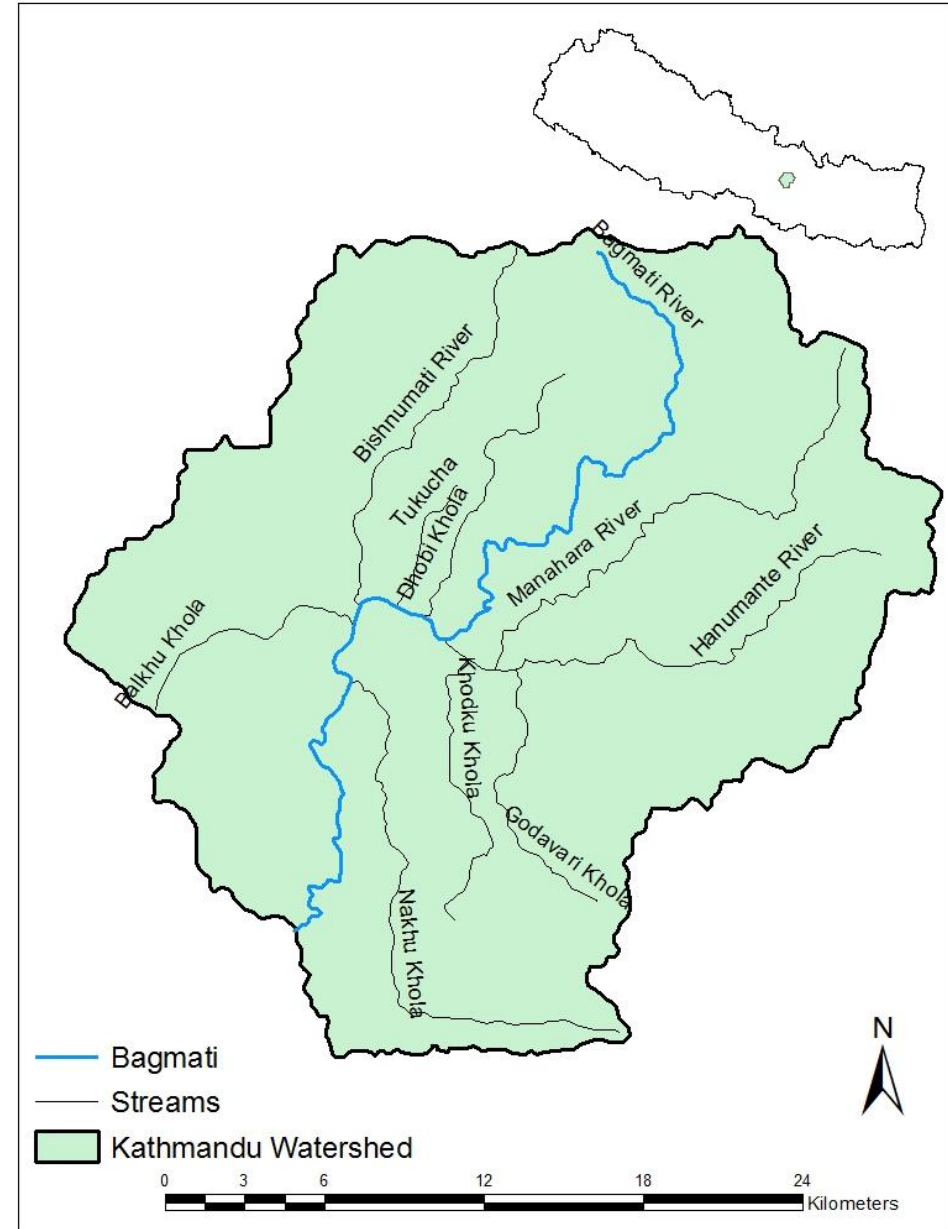 Bagmati River
Bishnumati River
Tukucha
Dhobi Khola
Manahara River
Hanumante River
Balkhu Khola
Khodku Khola
Godavari Khola
Nakhu Khola
N
Bagmati
Streams
Kathmandu Watershed
0 3 6 12 18 24
Kilometers